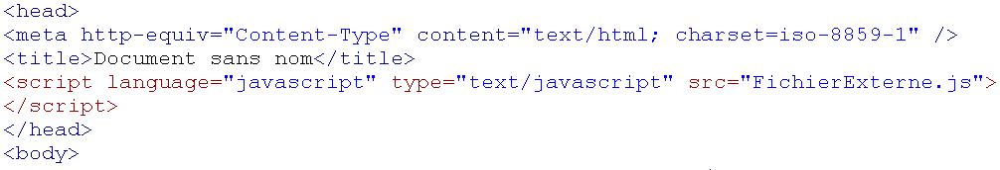 <head>
<meta http-equiv="Content-Type" content="text/html; charset=iso-8859-1" />
<title>Document sans nom</title>
<script language="javascript" type="text/javascript" src="FichierExterne.js">
</script>
</head>
<body>